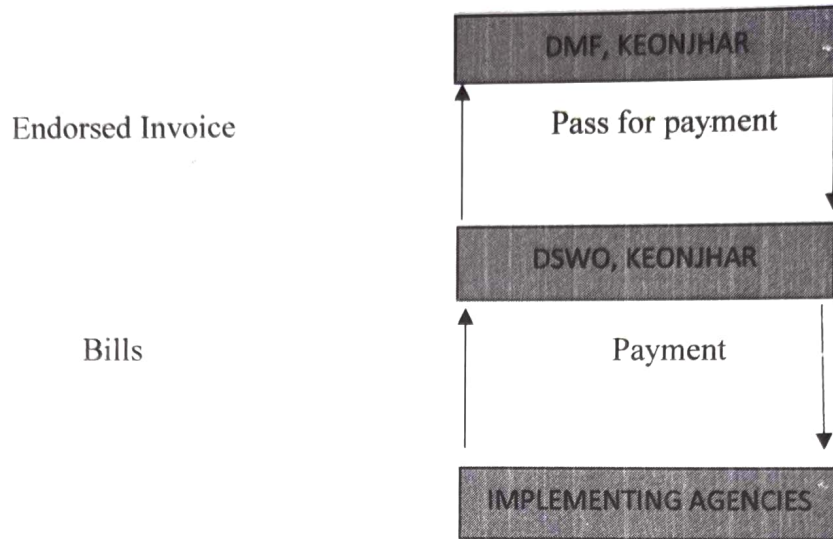 DMF, KEONJHAR
Endorsed Invoice Pass for payment
DSWO, KEONJHAR
Bills Payment
IMPLEMENTING AGENCIES